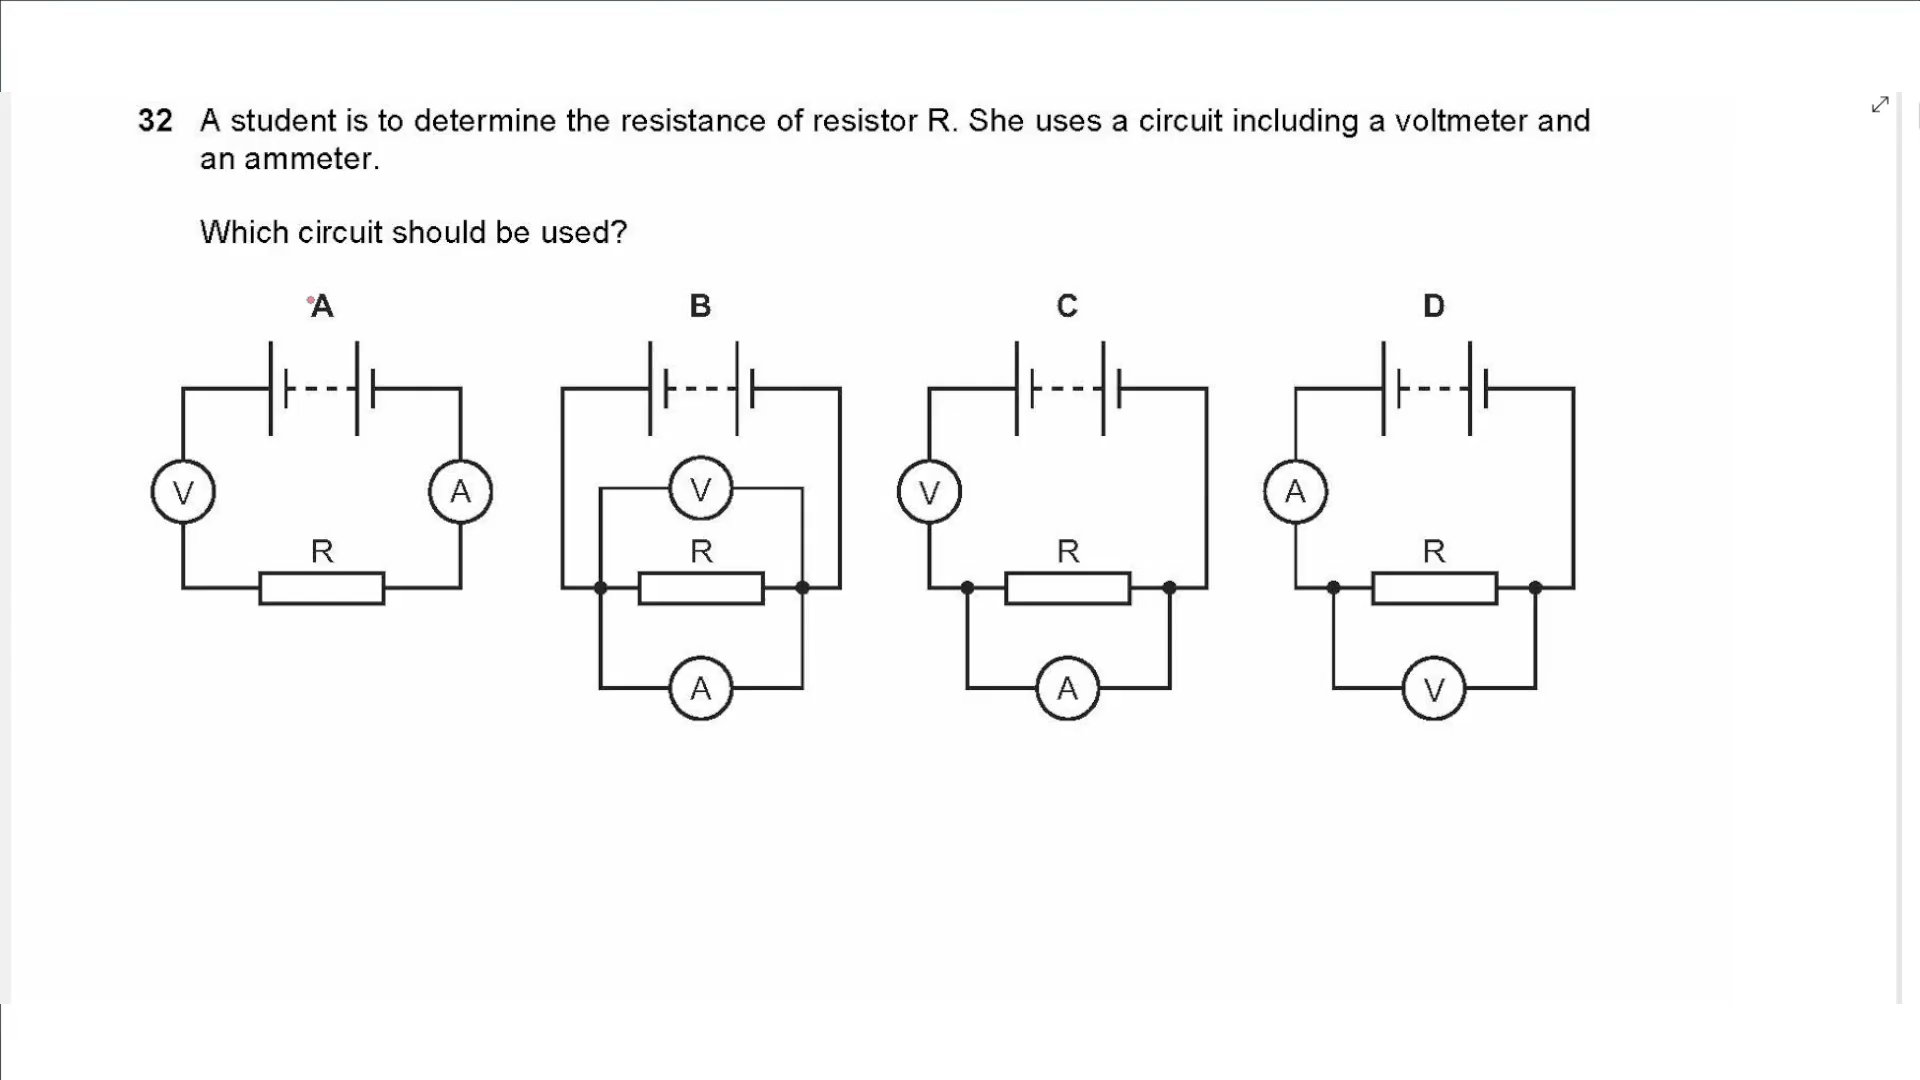 32 A student is to determine the resistance of resistor R. She uses a circuit including a voltmeter and
an ammeter.
Which circuit should be used?
A B C D
V A V V A
R R R R
A A V